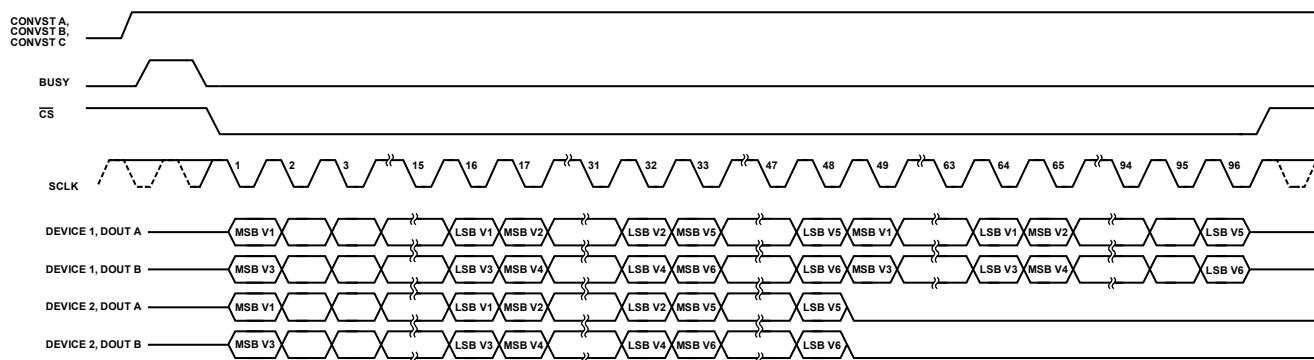 CONVST A,
CONVST B,
CONVST C
BUSY
CS
1 2 3 15 16 17 31 32 33 47 48 49 63 64 65 94 95 96
SCLK
DEVICE 1, DOUT A MSB V1 LSB V1 MSB V2 LSB V2 MSB V5 LSB V5 MSB V1 LSB V1 MSB V2 LSB V5
DEVICE 1, DOUT B MSB V3 LSB V3 MSB V4 LSB V4 MSB V6 LSB V6 MSB V3 LSB V3 MSB V4 LSB V6
DEVICE 2, DOUT A MSB V1 LSB V1 MSB V2 LSB V2 MSB V5 LSB V5
DEVICE 2, DOUT B MSB V3 LSB V3 MSB V4 LSB V4 MSB V6 LSB V6